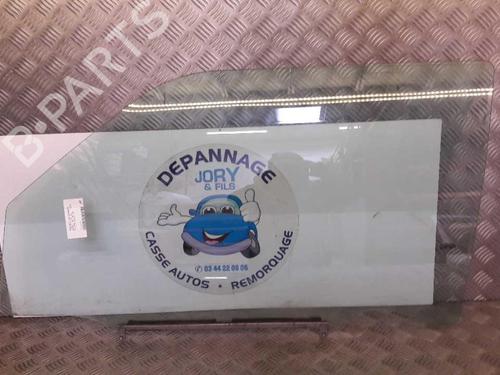 B-PARTS
DEPANNAGE
JORY
& FILS
✆ 03 44 22 09 06
CASSE AUTOS • REMORQUAGE